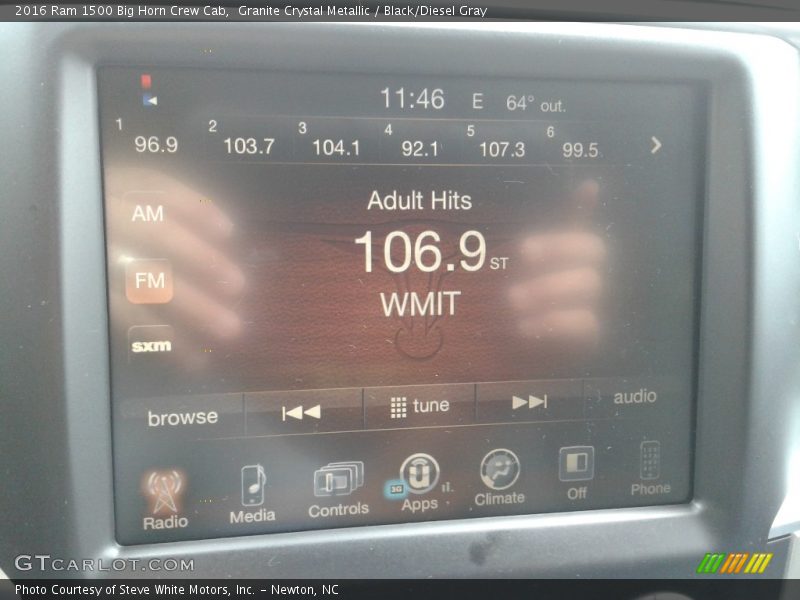 2016 Ram 1500 Big Horn Crew Cab,  Granite Crystal Metallic / Black/Diesel Gray
11:46 E 64° out.
1 96.9 2 103.7 3 104.1 4 92.1 5 107.3 6 99.5
Adult Hits
AM
106.9 ST
FM
WMIT
sxm
browse tune audio
Radio Media Controls 3G Apps Climate Off Phone
GTCARLOT.COM
Photo Courtesy of Steve White Motors, Inc. – Newton, NC